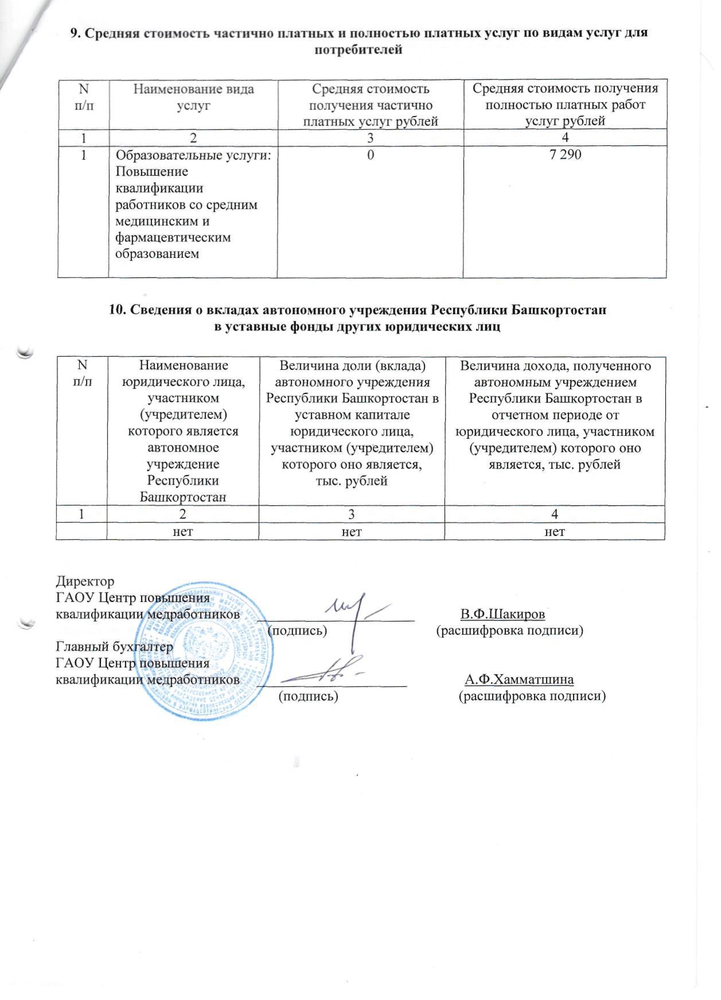 9. Средняя стоимость частично платных и полностью платных услуг по видам услуг для
потребителей
N
п/п
Наименование вида
услуг
Средняя стоимость
получения частично
платных услуг рублей
Средняя стоимость получения
полностью платных работ
услуг рублей
1
2
3
4
1
Образовательные услуги:
Повышение
квалификации
работников со средним
медицинским и
фармацевтическим
образованием
0
7 290
10. Сведения о вкладах автономного учреждения Республики Башкортостан
в уставные фонды других юридических лиц
N
п/п
Наименование
юридического лица,
участником
(учредителем)
которого является
автономное
учреждение
Республики
Башкортостан
Величина доли (вклада)
автономного учреждения
Республики Башкортостан в
уставном капитале
юридического лица,
участником (учредителем)
которого оно является,
тыс. рублей
Величина дохода, полученного
автономным учреждением
Республики Башкортостан в
отчетном периоде от
юридического лица, участником
(учредителем) которого оно
является, тыс. рублей
1
2
3
4
нет
нет
нет
Директор
ГАОУ Центр повышения
квалификации медработников В.Ф.Шакиров
(подпись) (расшифровка подписи)
Главный бухгалтер
ГАОУ Центр повышения
квалификации медработников А.Ф.Хамматшина
(подпись) (расшифровка подписи)